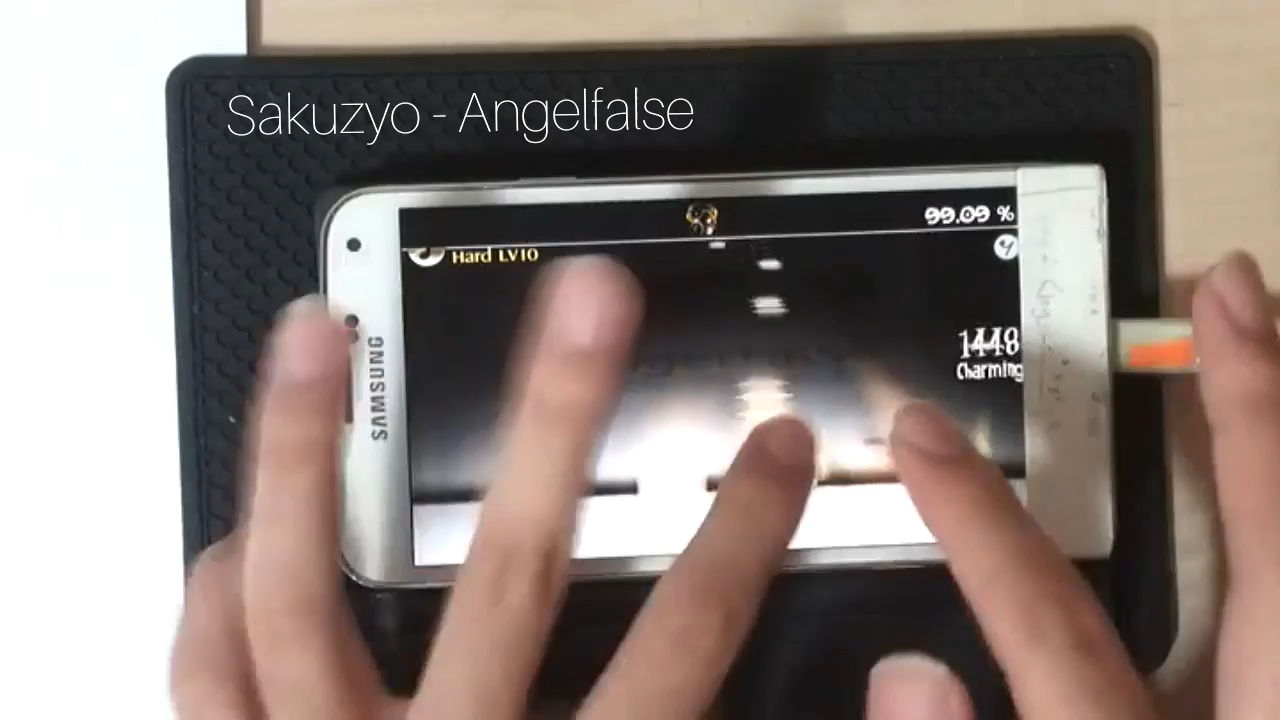 Sakuzyo - Angelfalse
99.09 %
Hard LV10
1448
Charming
SAMSUNG